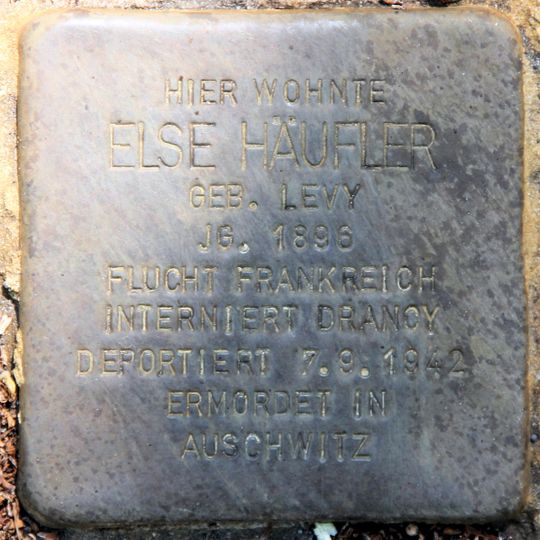 HIER WOHNTE
ELSE HÄUFLER
GEB. LEVY
JG. 1896
FLUCHT FRANKREICH
INTERNIERT DRANCY
DEPORTIERT 7.9.1942
ERMORDET IN
AUSCHWITZ